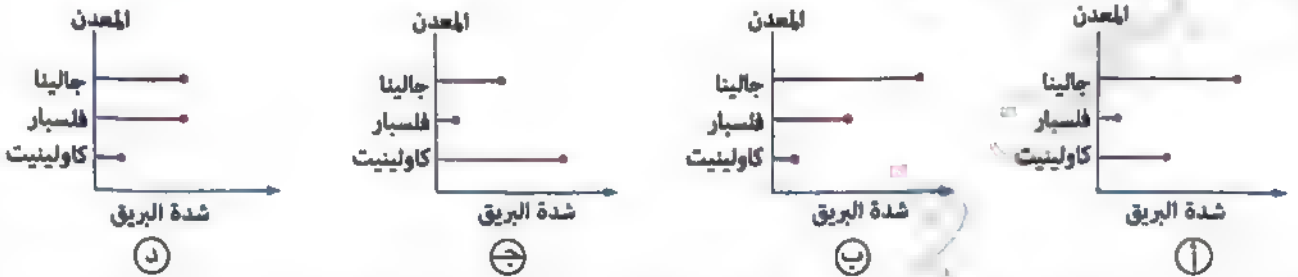 المعدن
جالينا
فلسبار
كاولينيت
شدة البريق
أ
المعدن
جالينا
فلسبار
كاولينيت
شدة البريق
ب
المعدن
جالينا
فلسبار
كاولينيت
شدة البريق
ج
المعدن
جالينا
فلسبار
كاولينيت
شدة البريق
د